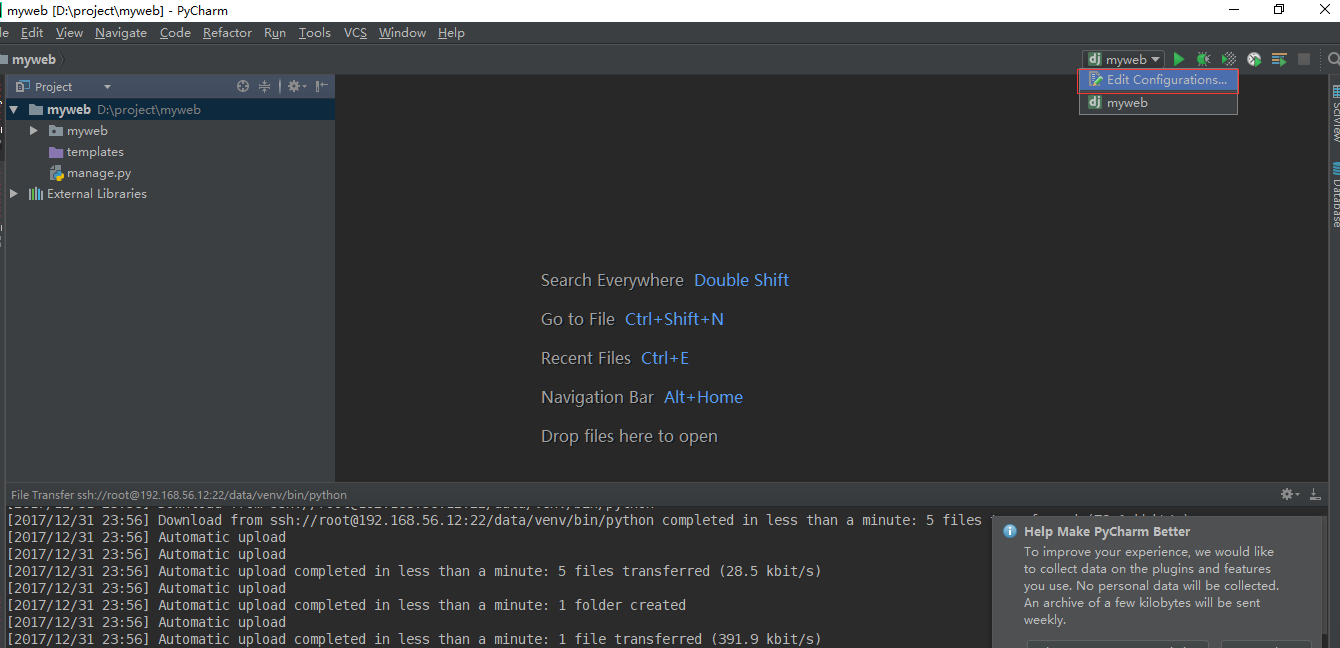 myweb [D:\project\myweb] - PyCharm
Edit View Navigate Code Refactor Run Tools VCS Window Help
myweb
myweb
Edit Configurations...
myweb
Project
myweb D:\project\myweb
myweb
templates
manage.py
External Libraries
SciView
Database
Search Everywhere Double Shift
Go to File Ctrl+Shift+N
Recent Files Ctrl+E
Navigation Bar Alt+Home
Drop files here to open
File Transfer ssh://root@192.168.56.12:22/data/venv/bin/python
[2017/12/31 23:56] Download from ssh://root@192.168.56.12:22/data/venv/bin/python completed in less than a minute: 5 files
[2017/12/31 23:56] Automatic upload
[2017/12/31 23:56] Automatic upload
[2017/12/31 23:56] Automatic upload completed in less than a minute: 5 files transferred (28.5 kbit/s)
[2017/12/31 23:56] Automatic upload
[2017/12/31 23:56] Automatic upload completed in less than a minute: 1 folder created
[2017/12/31 23:56] Automatic upload
[2017/12/31 23:56] Automatic upload completed in less than a minute: 1 file transferred (391.9 kbit/s)
Help Make PyCharm Better
To improve your experience, we would like
to collect data on the plugins and features
you use. No personal data will be collected.
An archive of a few kilobytes will be sent
weekly.